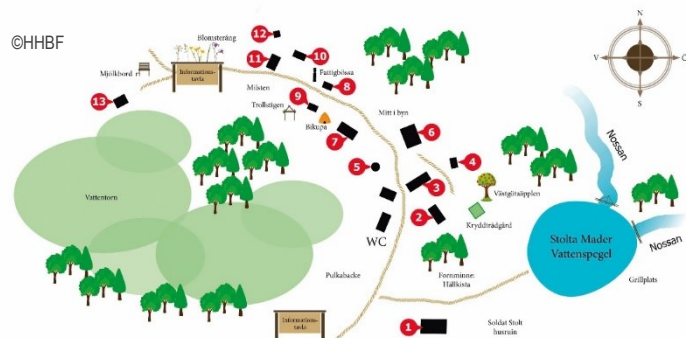 ©HHBF
Blomsteräng
12
N
V
Ö
S
11
10
Mjölkbord
Informations-
tavla
Fattigbössa
Milsten
8
13
9
Trollstigen
Bikupa
Mitt i byn
7
6
Nossan
5
4
3
Västgötaäpplen
2
Kryddträdgård
Vattentorn
WC
Stolta Mader
Vattenspegel
Nossan
Pulkabacke
Fornminne:
Hällkista
Grillplats
Informations-
tavla
1
Soldat Stolt
husruin